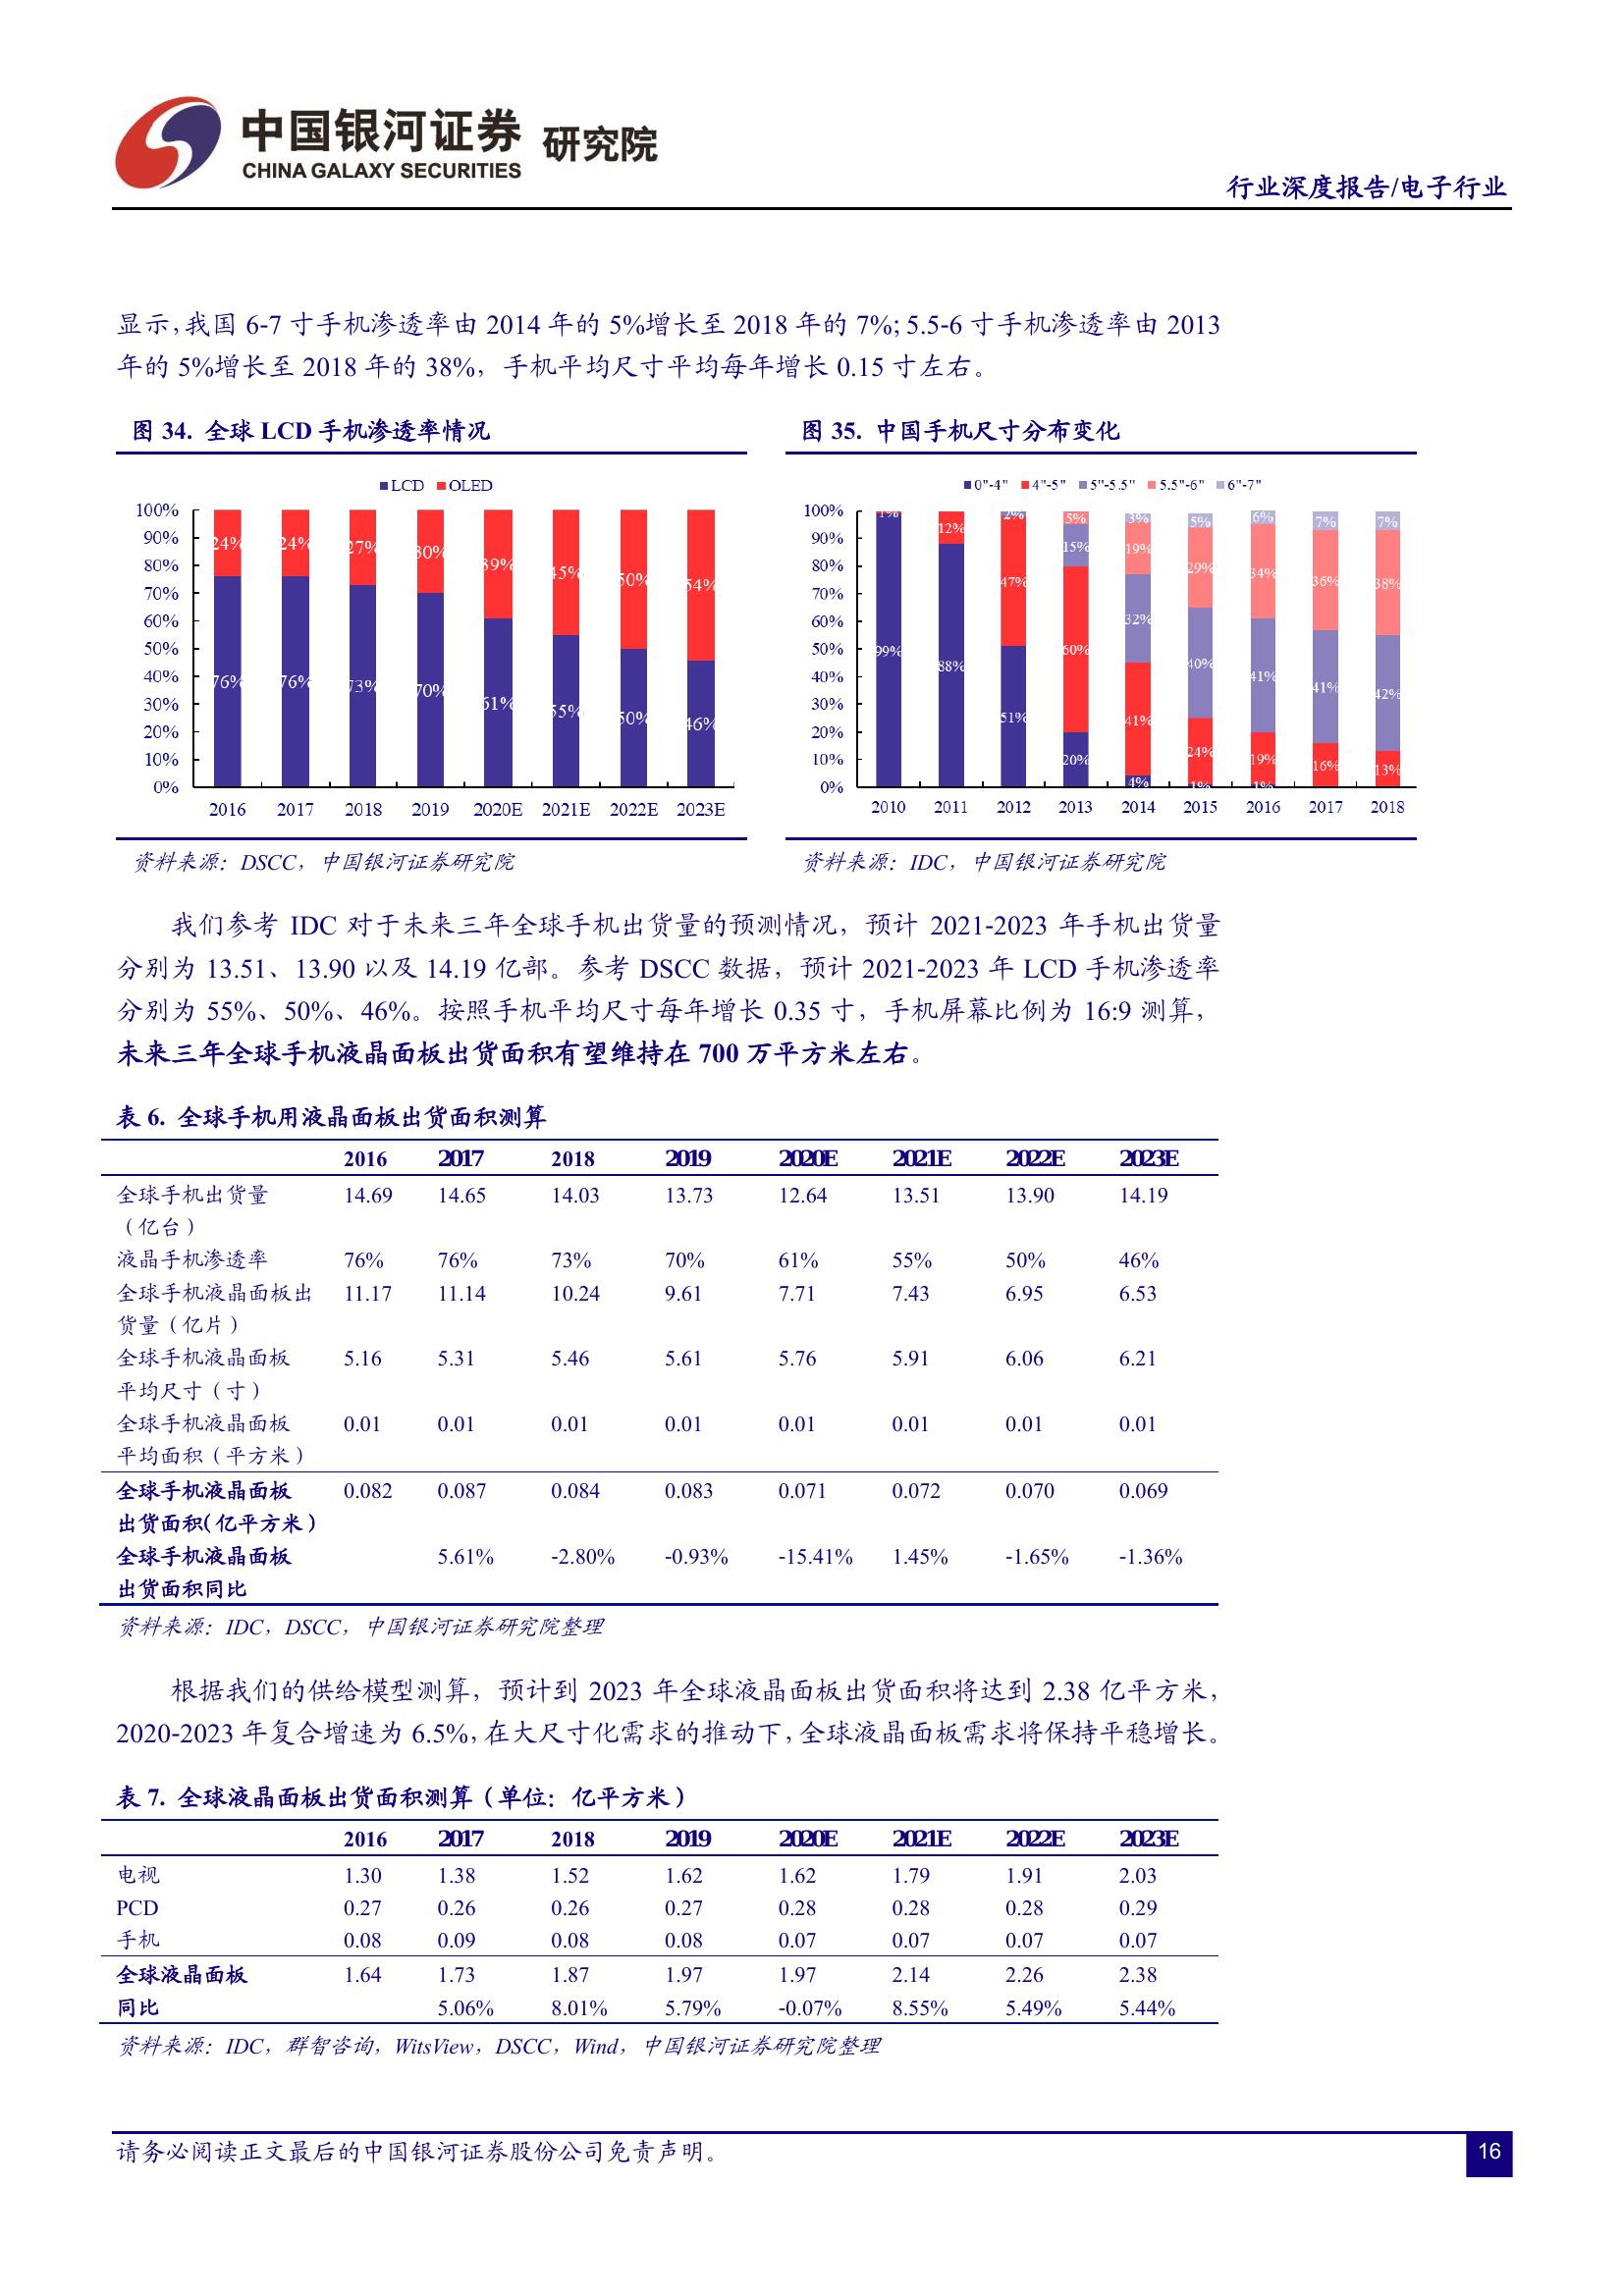 中国银河证券 研究院
CHINA GALAXY SECURITIES
行业深度报告/电子行业
显示,我国 6-7 寸手机渗透率由 2014 年的 5%增长至 2018 年的 7%; 5.5-6 寸手机渗透率由 2013
年的 5%增长至 2018 年的 38%，手机平均尺寸平均每年增长 0.15 寸左右。
图 34. 全球 LCD 手机渗透率情况
LCD OLED
100%
90%
80%
70%
60%
50%
40%
30%
20%
10%
0%
24% 24% 27% 30% 39% 45% 50% 54%
76% 76% 73% 70% 61% 55% 50% 46%
2016 2017 2018 2019 2020E 2021E 2022E 2023E
资料来源：DSCC，中国银河证券研究院
图 35. 中国手机尺寸分布变化
0"-4" 4"-5" 5"-5.5" 5.5"-6" 6"-7"
100%
90%
80%
70%
60%
50%
40%
30%
20%
10%
0%
1% 12% 2% 5% 3% 5% 6% 7% 7%
47% 15% 19% 29% 34% 36% 38%
99% 88% 51% 60% 32% 40% 41% 41% 42%
20% 41% 24% 19% 16% 13%
4% 1% 1%
2010 2011 2012 2013 2014 2015 2016 2017 2018
资料来源：IDC，中国银河证券研究院
我们参考 IDC 对于未来三年全球手机出货量的预测情况，预计 2021-2023 年手机出货量
分别为 13.51、13.90 以及 14.19 亿部。参考 DSCC 数据，预计 2021-2023 年 LCD 手机渗透率
分别为 55%、50%、46%。按照手机平均尺寸每年增长 0.35 寸，手机屏幕比例为 16:9 测算，
未来三年全球手机液晶面板出货面积有望维持在 700 万平方米左右。
表 6. 全球手机用液晶面板出货面积测算
2016 2017 2018 2019 2020E 2021E 2022E 2023E
全球手机出货量 14.69 14.65 14.03 13.73 12.64 13.51 13.90 14.19
（亿台）
液晶手机渗透率 76% 76% 73% 70% 61% 55% 50% 46%
全球手机液晶面板出 11.17 11.14 10.24 9.61 7.71 7.43 6.95 6.53
货量（亿片）
全球手机液晶面板 5.16 5.31 5.46 5.61 5.76 5.91 6.06 6.21
平均尺寸（寸）
全球手机液晶面板 0.01 0.01 0.01 0.01 0.01 0.01 0.01 0.01
平均面积（平方米）
全球手机液晶面板 0.082 0.087 0.084 0.083 0.071 0.072 0.070 0.069
出货面积(亿平方米)
全球手机液晶面板 5.61% -2.80% -0.93% -15.41% 1.45% -1.65% -1.36%
出货面积同比
资料来源：IDC，DSCC，中国银河证券研究院整理
根据我们的供给模型测算，预计到 2023 年全球液晶面板出货面积将达到 2.38 亿平方米，
2020-2023 年复合增速为 6.5%,在大尺寸化需求的推动下,全球液晶面板需求将保持平稳增长。
表 7. 全球液晶面板出货面积测算（单位：亿平方米）
2016 2017 2018 2019 2020E 2021E 2022E 2023E
电视 1.30 1.38 1.52 1.62 1.62 1.79 1.91 2.03
PCD 0.27 0.26 0.26 0.27 0.28 0.28 0.28 0.29
手机 0.08 0.09 0.08 0.08 0.07 0.07 0.07 0.07
全球液晶面板 1.64 1.73 1.87 1.97 1.97 2.14 2.26 2.38
同比 5.06% 8.01% 5.79% -0.07% 8.55% 5.49% 5.44%
资料来源：IDC，群智咨询，WitsView，DSCC，Wind，中国银河证券研究院整理
请务必阅读正文最后的中国银河证券股份公司免责声明。
16